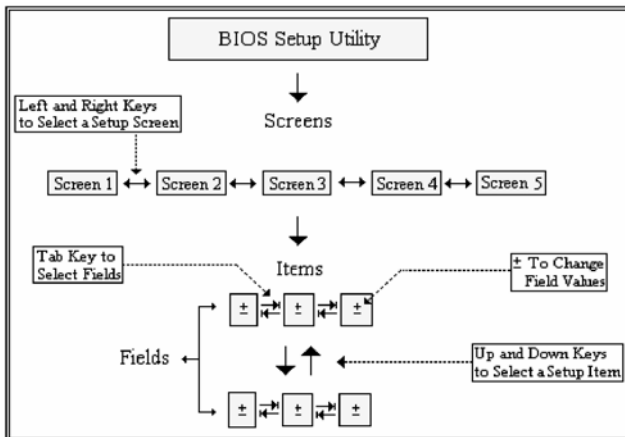 BIOS Setup Utility
Left and Right Keys
to Select a Setup Screen
Screens
Screen 1
Screen 2
Screen 3
Screen 4
Screen 5
Tab Key to
Select Fields
Items
± To Change
Field Values
± ± ±
Fields
Up and Down Keys
to Select a Setup Item
± ± ±